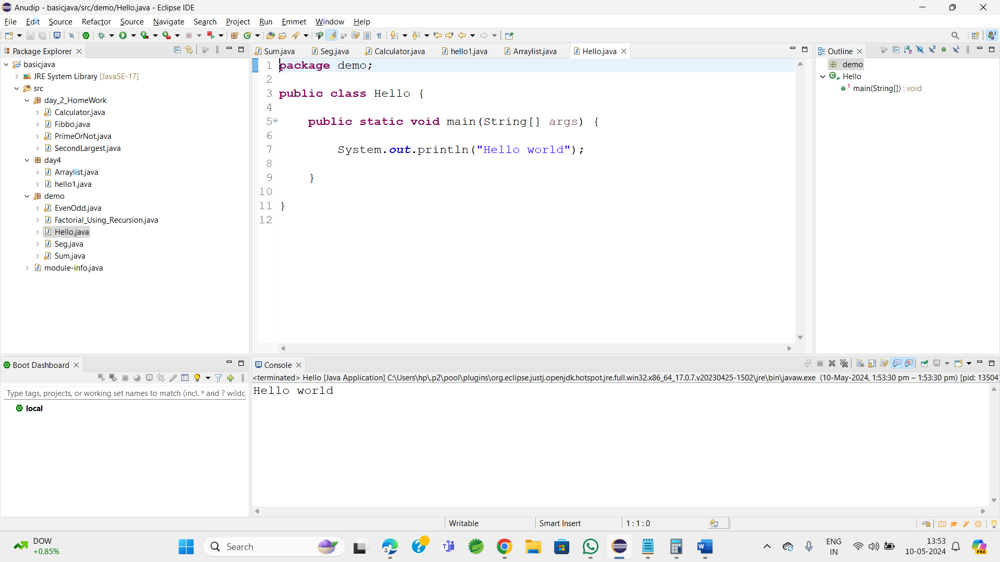 Anudip - basicjava/src/demo/Hello.java - Eclipse IDE
File Edit Source Refactor Source Navigate Search Project Run Emmet Window Help
Package Explorer
basicjava
JRE System Library [JavaSE-17]
src
day_2_HomeWork
Calculator.java
Fibbo.java
PrimeOrNot.java
SecondLargest.java
day4
Arraylist.java
hello1.java
demo
EvenOdd.java
Factorial_Using_Recursion.java
Hello.java
Seg.java
Sum.java
module-info.java
Sum.java Seg.java Calculator.java hello1.java Arraylist.java Hello.java
1 package demo;
2
3 public class Hello {
4
5 public static void main(String[] args) {
6
7 System.out.println("Hello world");
8
9 }
10
11 }
12
Outline
demo
Hello
main(String[]) : void
Boot Dashboard
Type tags, projects, or working set names to match (incl. * and ? wildc
local
Console
<terminated> Hello [Java Application] C:\Users\hp\.p2\pool\plugins\org.eclipse.justj.openjdk.hotspot.jre.full.win32.x86_64_17.0.7.v20230425-1502\jre\bin\javaw.exe (10-May-2024, 1:53:30 pm – 1:53:30 pm) [pid: 13504]
Hello world
Writable Smart Insert 1 : 1 : 0
DOW
+0.85%
Search
ENG
IN
13:53
10-05-2024
PRE